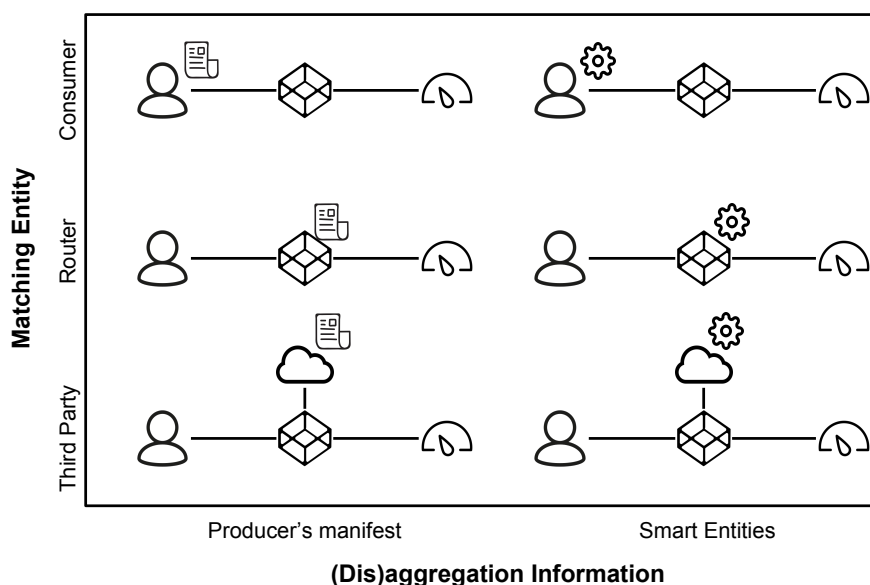 Matching Entity
Consumer
Router
Third Party
Producer’s manifest
Smart Entities
(Dis)aggregation Information